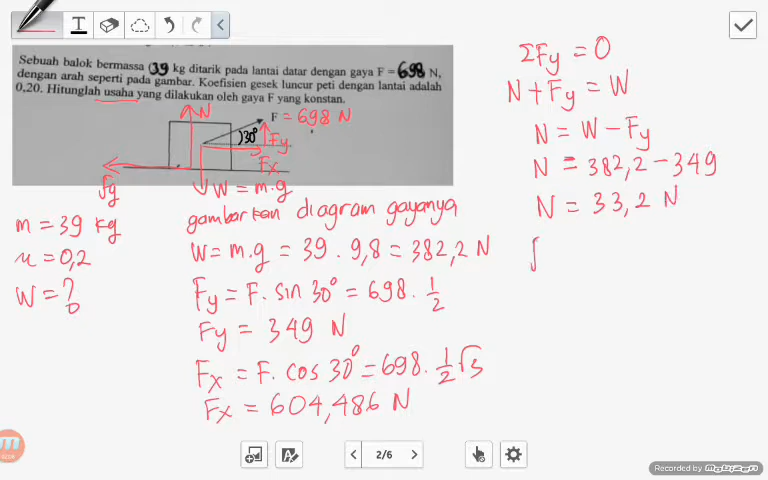 Sebuah balok bermassa 39 kg ditarik pada lantai datar dengan gaya F = 698 N,
dengan arah seperti pada gambar. Koefisien gesek luncur peti dengan lantai adalah
0,20. Hitunglah usaha yang dilakukan oleh gaya F yang konstan.
N
F = 698 N
30°
Fy
Fx
fg
W = m.g
m = 39 kg
μ = 0,2
W = ?
gambarkan diagram gayanya
W = m.g = 39 . 9,8 = 382,2 N
Fy = F. sin 30° = 698. 1/2
Fy = 349 N
Fx = F. cos 30° = 698. 1/2 √3
Fx = 604,486 N
ΣFy = 0
N + Fy = W
N = W - Fy
N = 382,2 - 349
N = 33,2 N
2/6
02:09
Recorded by Mobizen